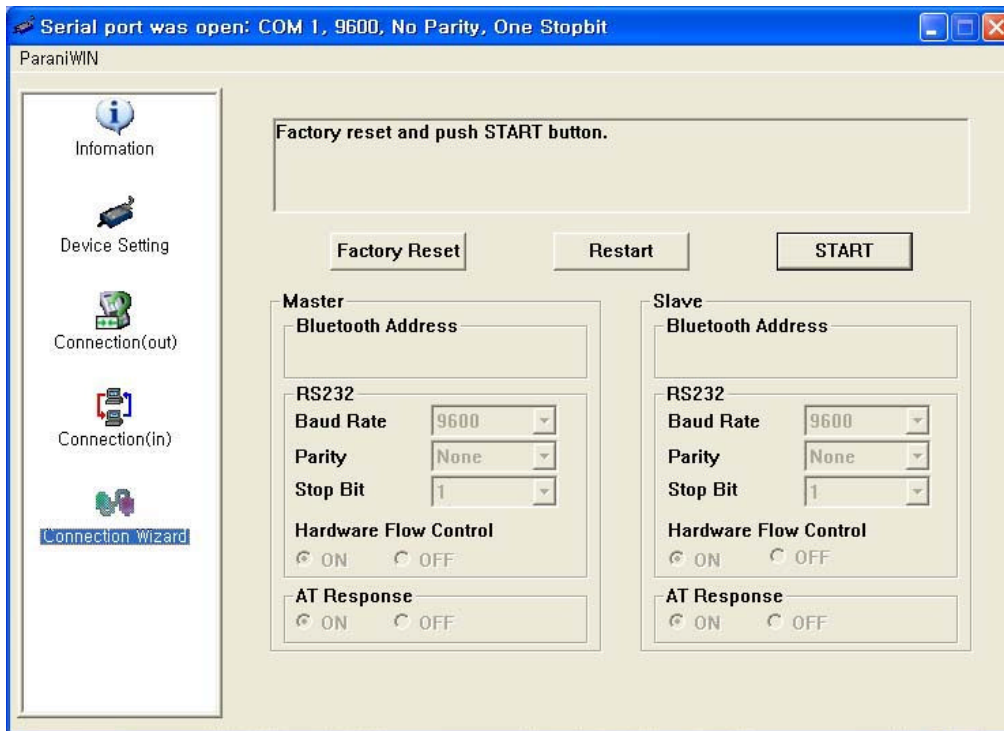 Serial port was open: COM 1, 9600, No Parity, One Stopbit
ParaniWIN
Infomation
Device Setting
Connection(out)
Connection(in)
Connection Wizard
Factory reset and push START button.
Factory Reset
Restart
START
Master
Bluetooth Address
RS232
Baud Rate 9600
Parity None
Stop Bit 1
Hardware Flow Control
ON OFF
AT Response
ON OFF
Slave
Bluetooth Address
RS232
Baud Rate 9600
Parity None
Stop Bit 1
Hardware Flow Control
ON OFF
AT Response
ON OFF